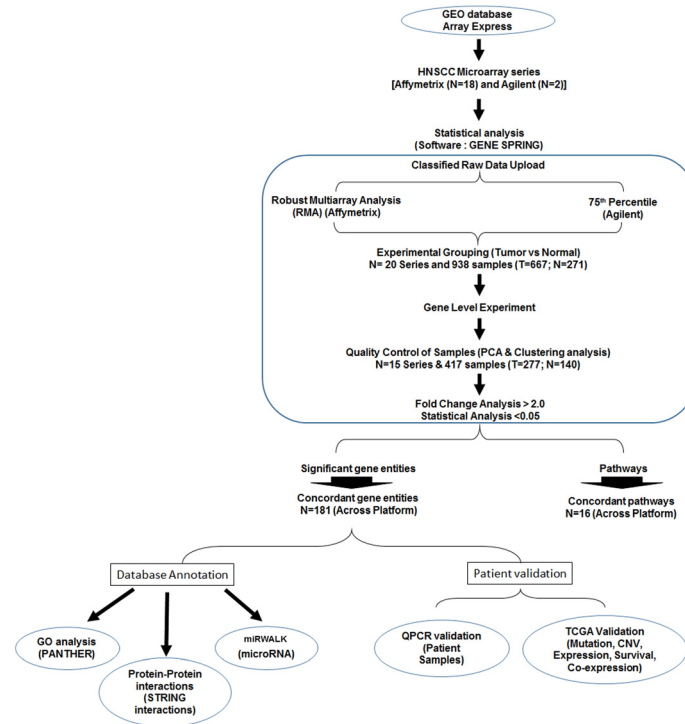 GEO database
Array Express
HNSCC Microarray series
[Affymetrix (N=18) and Agilent (N=2)]
Statistical analysis
(Software : GENE SPRING)
Classified Raw Data Upload
Robust Multiarray Analysis
(RMA) (Affymetrix)
75th Percentile
(Agilent)
Experimental Grouping (Tumor vs Normal)
N= 20 Series and 938 samples (T=667; N=271)
Gene Level Experiment
Quality Control of Samples (PCA & Clustering analysis)
N=15 Series & 417 samples (T=277; N=140)
Fold Change Analysis > 2.0
Statistical Analysis <0.05
Significant gene entities
Pathways
Concordant gene entities
N=181 (Across Platform)
Concordant pathways
N=16 (Across Platform)
Database Annotation
Patient validation
GO analysis
(PANTHER)
Protein-Protein
interactions
(STRING
interactions)
miRWALK
(microRNA)
QPCR validation
(Patient
Samples)
TCGA Validation
(Mutation, CNV,
Expression, Survival,
Co-expression)